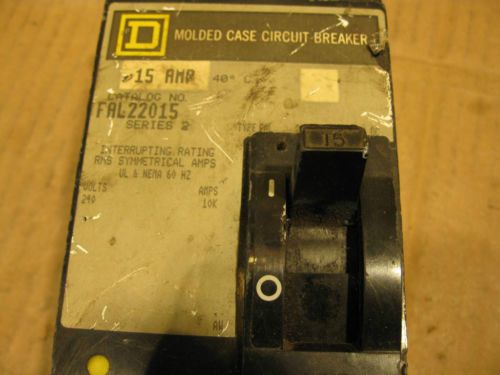 D
MOLDED CASE CIRCUIT BREAKER
15 AMP 40° C
CATALOG NO.
FAL22015
SERIES 2
INTERRUPTING RATING
RMS SYMMETRICAL AMPS
UL & NEMA 60 HZ
VOLTS AMPS
240 10K
15
I
O